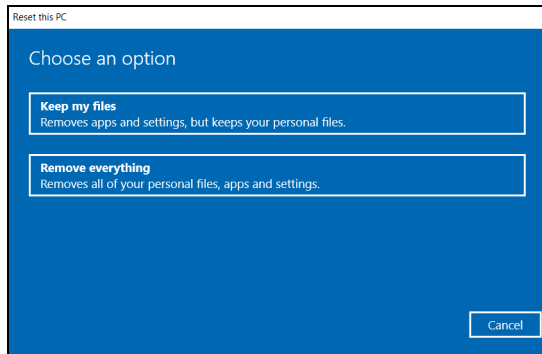 Reset this PC
Choose an option
Keep my files
Removes apps and settings, but keeps your personal files.
Remove everything
Removes all of your personal files, apps and settings.
Cancel